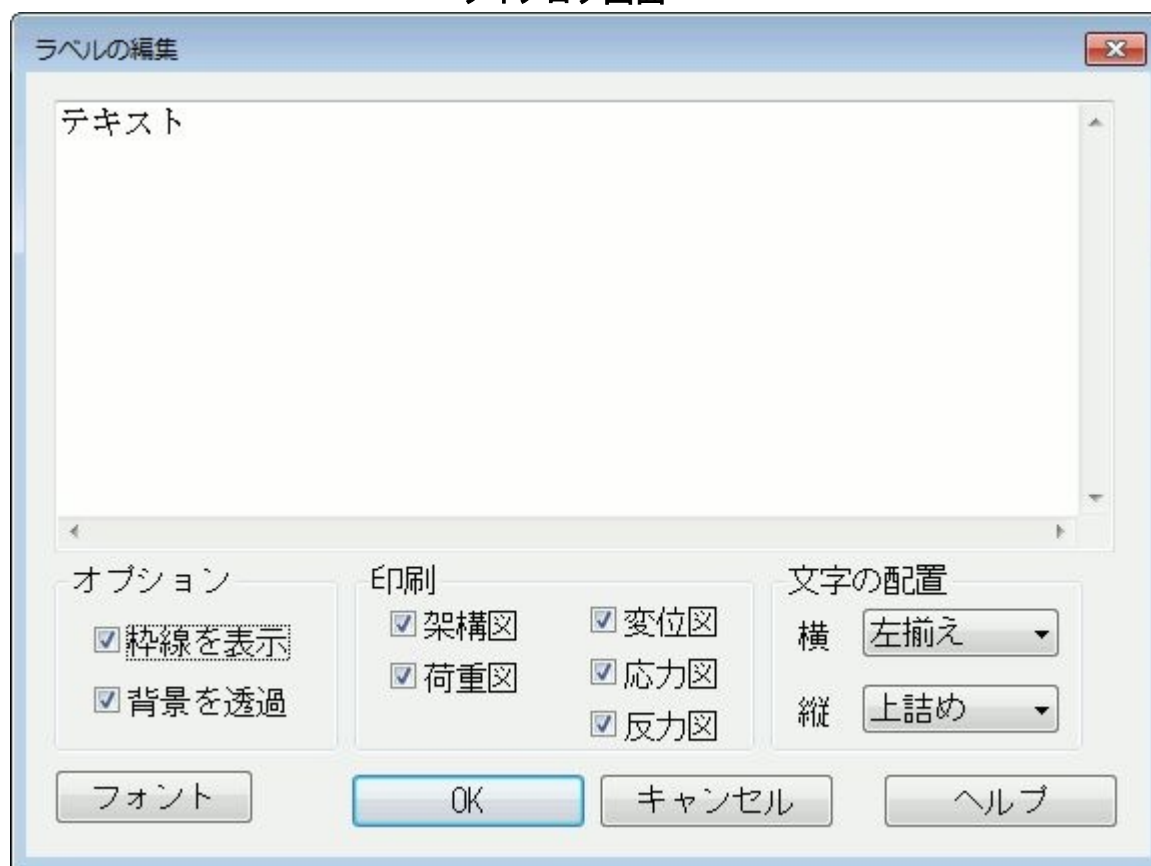 ラベルの編集
テキスト
オプション
枠線を表示
背景を透過
印刷
架構図
変位図
荷重図
応力図
反力図
文字の配置
横 左揃え
縦 上詰め
フォント
OK
キャンセル
ヘルプ